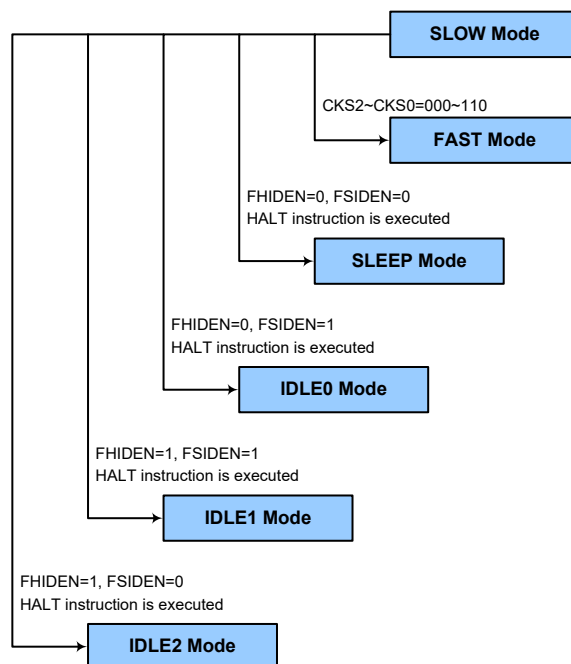 SLOW Mode
CKS2~CKS0=000~110
FAST Mode
FHIDEN=0, FSIDEN=0
HALT instruction is executed
SLEEP Mode
FHIDEN=0, FSIDEN=1
HALT instruction is executed
IDLE0 Mode
FHIDEN=1, FSIDEN=1
HALT instruction is executed
IDLE1 Mode
FHIDEN=1, FSIDEN=0
HALT instruction is executed
IDLE2 Mode